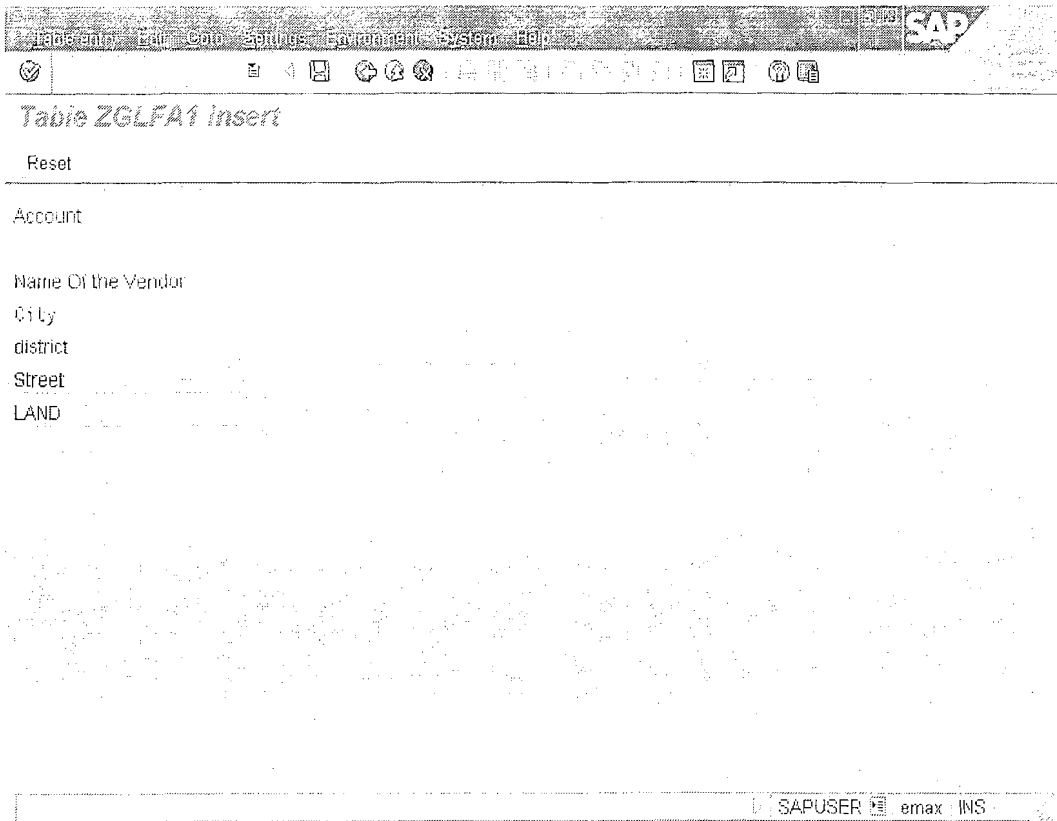 SAP
Table entry Edit Goto Settings Environment System Help
Table ZGLFA1 Insert
Reset
Account
Name Of the Vendor
City
district
Street
LAND
SAPUSER emax INS